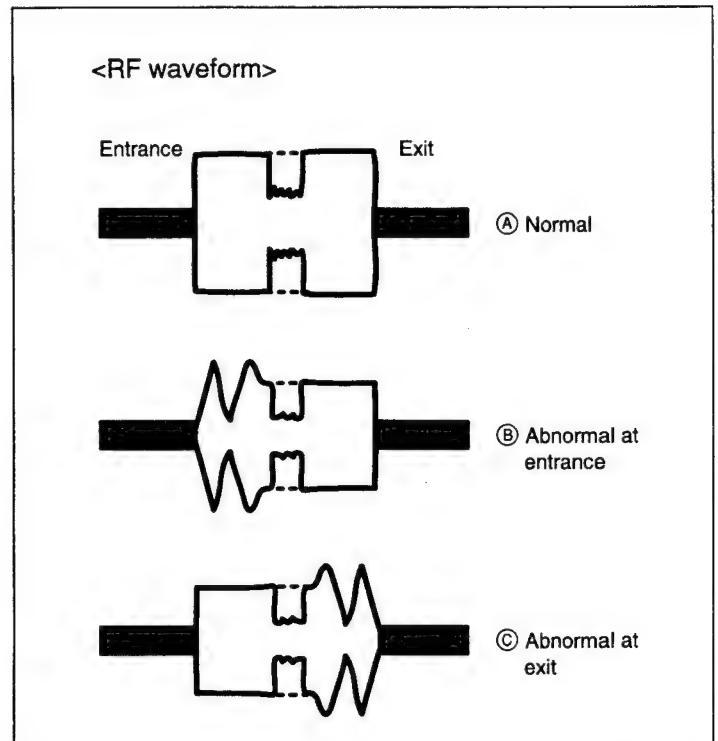 <RF waveform>
Entrance Exit
Ⓐ Normal
Ⓑ Abnormal at
entrance
Ⓒ Abnormal at
exit